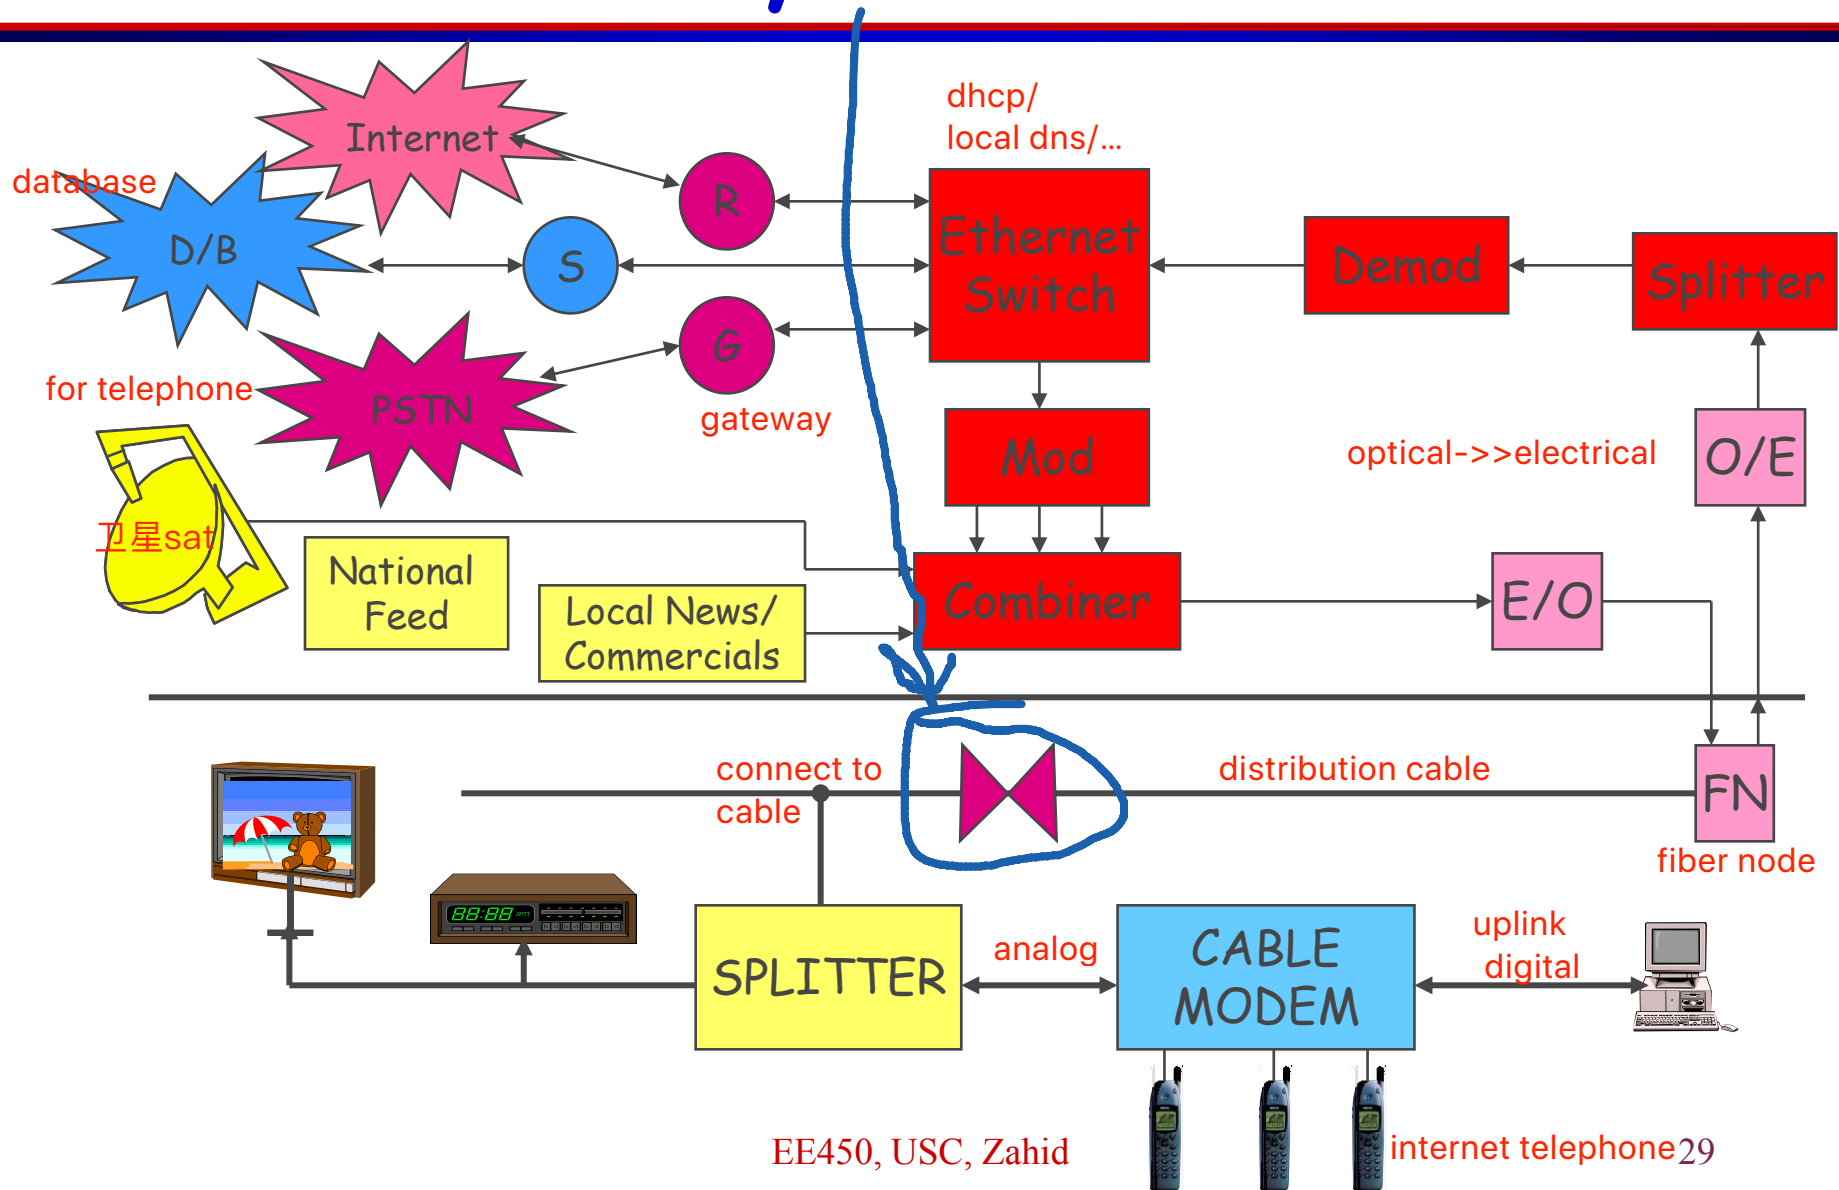 dhcp/
local dns/...
Internet
database
D/B
R
S
Ethernet
Switch
Demod
Splitter
for telephone
PSTN
G
gateway
Mod
optical->>electrical
O/E
卫星sat
National
Feed
Local News/
Commercials
Combiner
E/O
connect to
cable
distribution cable
FN
fiber node
88:88
SPLITTER
analog
CABLE
MODEM
uplink
digital
internet telephone
EE450, USC, Zahid
29